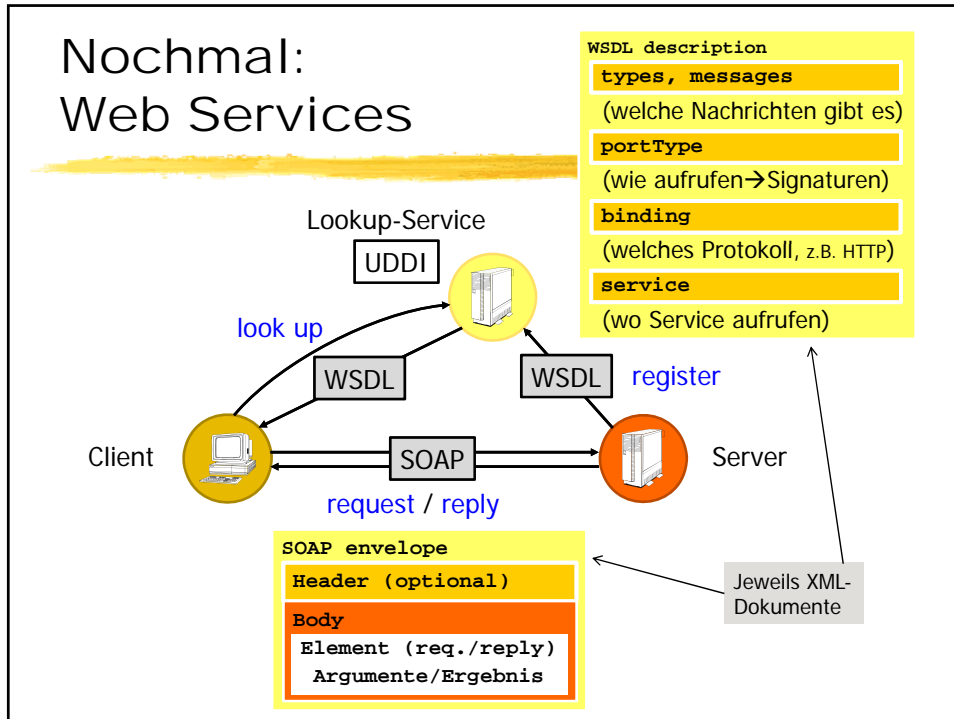 Nochmal:
Web Services
WSDL description
types, messages
(welche Nachrichten gibt es)
portType
(wie aufrufen→Signaturen)
binding
(welches Protokoll, z.B. HTTP)
service
(wo Service aufrufen)
Lookup-Service
UDDI
look up
WSDL
WSDL
register
Client
SOAP
Server
request / reply
SOAP envelope
Header (optional)
Body
Element (req./reply)
Argumente/Ergebnis
Jeweils XML-
Dokumente